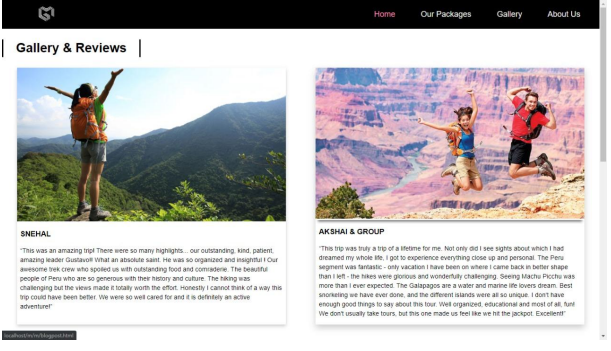 Home Our Packages Gallery About Us
Gallery & Reviews
SNEHAL
"This was an amazing trip! There were so many highlights... our outstanding, kind, patient,
amazing leader Gustavo!! What an absolute saint. He was so organized and insightful ! Our
awesome trek crew who spoiled us with outstanding food and comraderie. The beautiful
people of Peru who are so generous with their history and culture. The hiking was
challenging but the views made it totally worth the effort. Honestly I cannot think of a way this
trip could have been better. We were so well cared for and it is definitely an active
adventure!"
AKSHAI & GROUP
"This trip was truly a trip of a lifetime for me. Not only did I see sights about which I had
dreamed my whole life, I got to experience everything close up and personal. The Peru
segment was fantastic - only vacation I have been on where I came back in better shape
than I left - the hikes were glorious and wonderfully challenging. Seeing Machu Picchu was
more than I ever expected. The Galapagos are a water and marine life lovers dream. Best
snorkeling we have ever done, and the different islands were all so unique. I don't have
enough good things to say about this tour. Well organized, educational and most of all, fun!
We don't usually take tours, but this one made us feel like we hit the jackpot. Excellent!"
localhost/m/m/blogpost.html